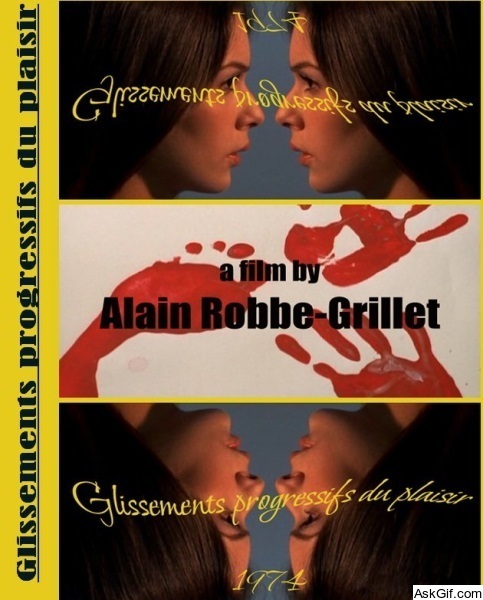 Glissements progressifs du plaisir
1974
Glissements progressifs du plaisir
a film by
Alain Robbe-Grillet
Glissements progressifs du plaisir
1974
AskGif.com